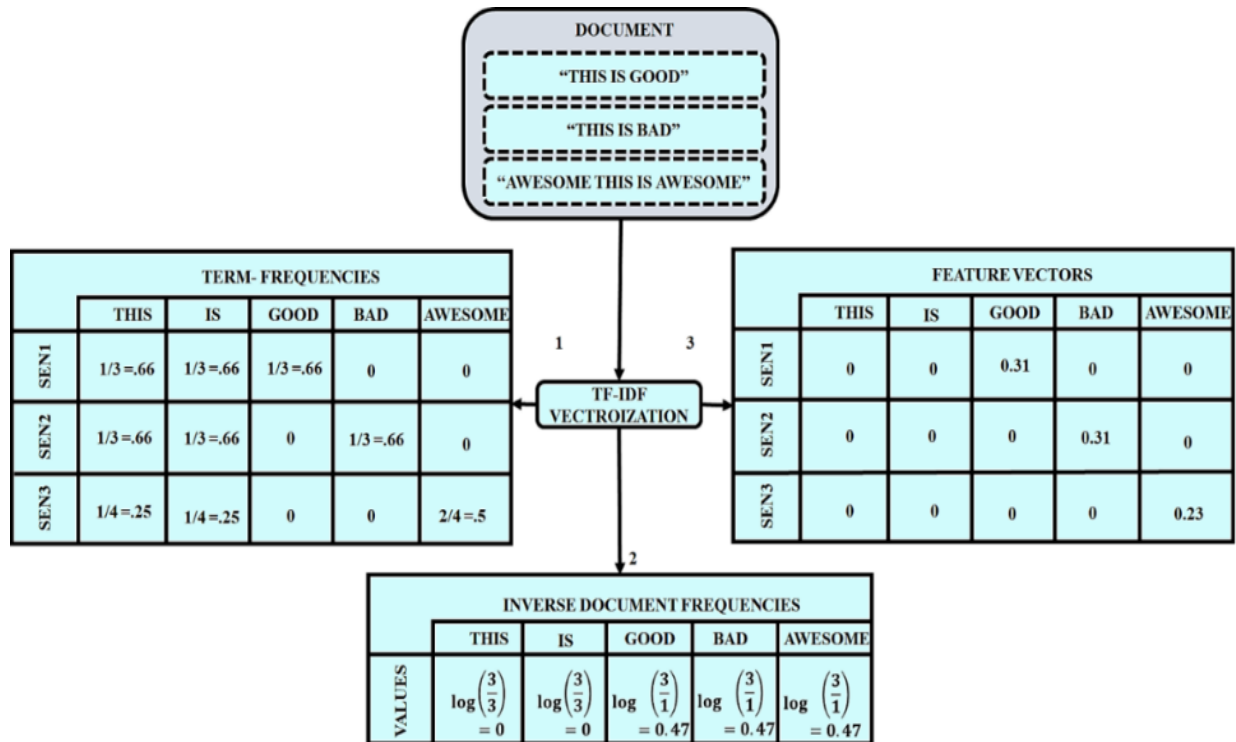 DOCUMENT
“THIS IS GOOD”
“THIS IS BAD”
“AWESOME THIS IS AWESOME”
TERM- FREQUENCIES
THIS IS GOOD BAD AWESOME
SEN1 1/3 =.66 1/3 =.66 1/3 =.66 0 0
SEN2 1/3 =.66 1/3 =.66 0 1/3 =.66 0
SEN3 1/4 =.25 1/4 =.25 0 0 2/4 =.5
1
3
TF-IDF
VECTROIZATION
2
FEATURE VECTORS
THIS IS GOOD BAD AWESOME
SEN1 0 0 0.31 0 0
SEN2 0 0 0 0.31 0
SEN3 0 0 0 0 0.23
INVERSE DOCUMENT FREQUENCIES
THIS IS GOOD BAD AWESOME
VALUES log(3/3) log(3/3) log (3/1) log (3/1) log (3/1)
= 0 = 0 = 0.47 = 0.47 = 0.47